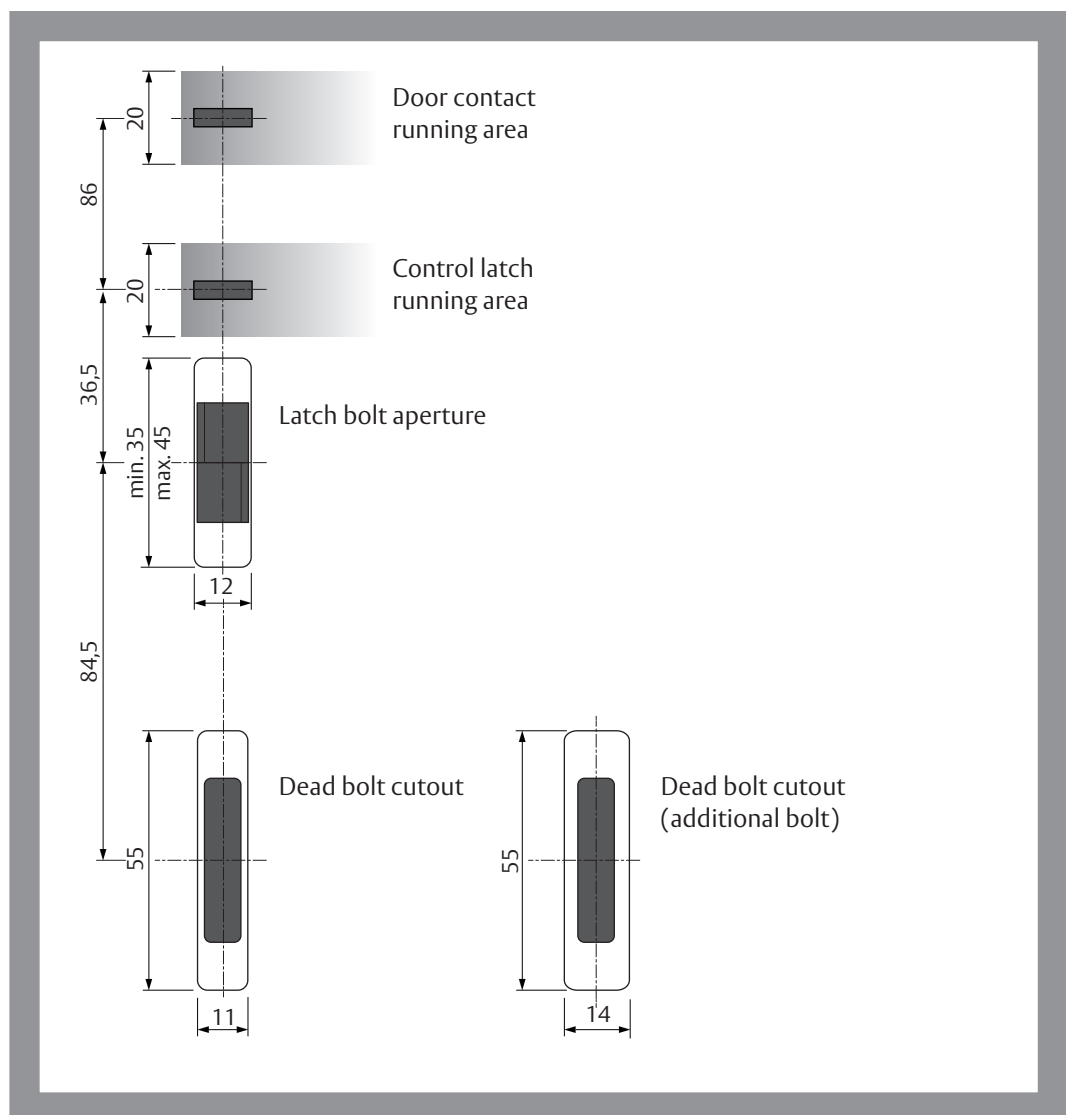 20
Door contact
running area
86
20
Control latch
running area
36,5
min. 35
max. 45
Latch bolt aperture
12
84,5
55
Dead bolt cutout
11
55
Dead bolt cutout
(additional bolt)
14